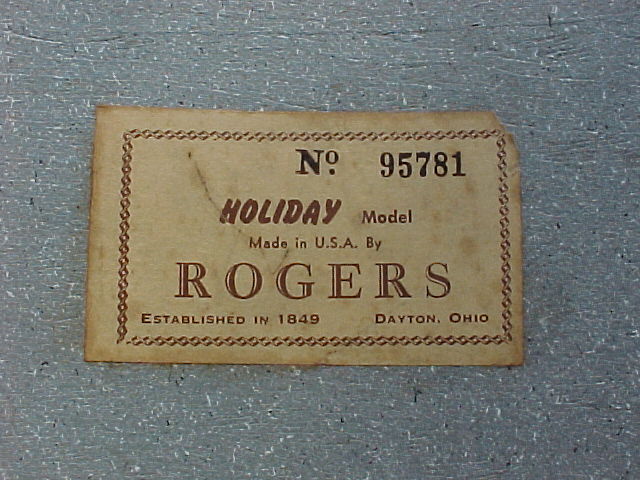 Nº 95781
HOLIDAY Model
Made in U.S.A. By
ROGERS
ESTABLISHED IN 1849 DAYTON, OHIO